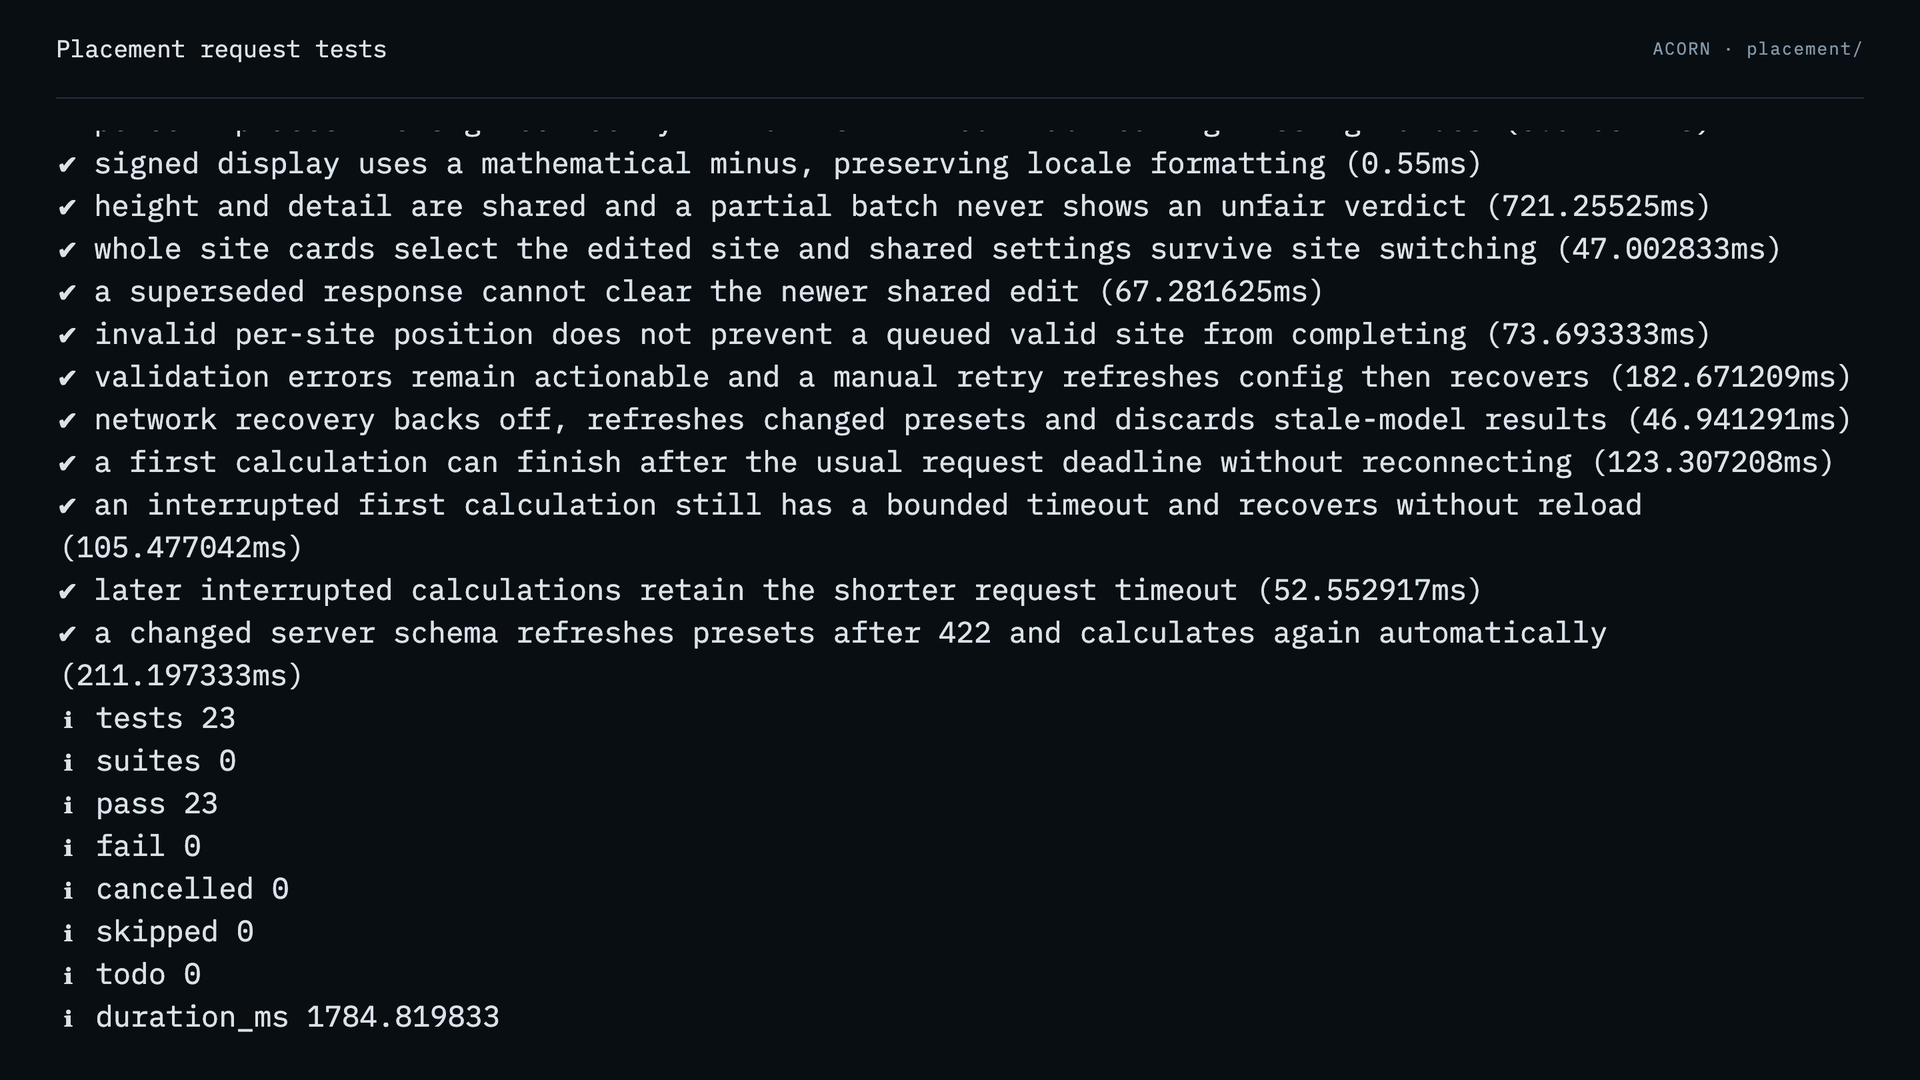 Placement request tests
ACORN · placement/
✔ signed display uses a mathematical minus, preserving locale formatting (0.55ms)
✔ height and detail are shared and a partial batch never shows an unfair verdict (721.25525ms)
✔ whole site cards select the edited site and shared settings survive site switching (47.002833ms)
✔ a superseded response cannot clear the newer shared edit (67.281625ms)
✔ invalid per-site position does not prevent a queued valid site from completing (73.693333ms)
✔ validation errors remain actionable and a manual retry refreshes config then recovers (182.671209ms)
✔ network recovery backs off, refreshes changed presets and discards stale-model results (46.941291ms)
✔ a first calculation can finish after the usual request deadline without reconnecting (123.307208ms)
✔ an interrupted first calculation still has a bounded timeout and recovers without reload
(105.477042ms)
✔ later interrupted calculations retain the shorter request timeout (52.552917ms)
✔ a changed server schema refreshes presets after 422 and calculates again automatically
(211.197333ms)
ℹ tests 23
ℹ suites 0
ℹ pass 23
ℹ fail 0
ℹ cancelled 0
ℹ skipped 0
ℹ todo 0
ℹ duration_ms 1784.819833